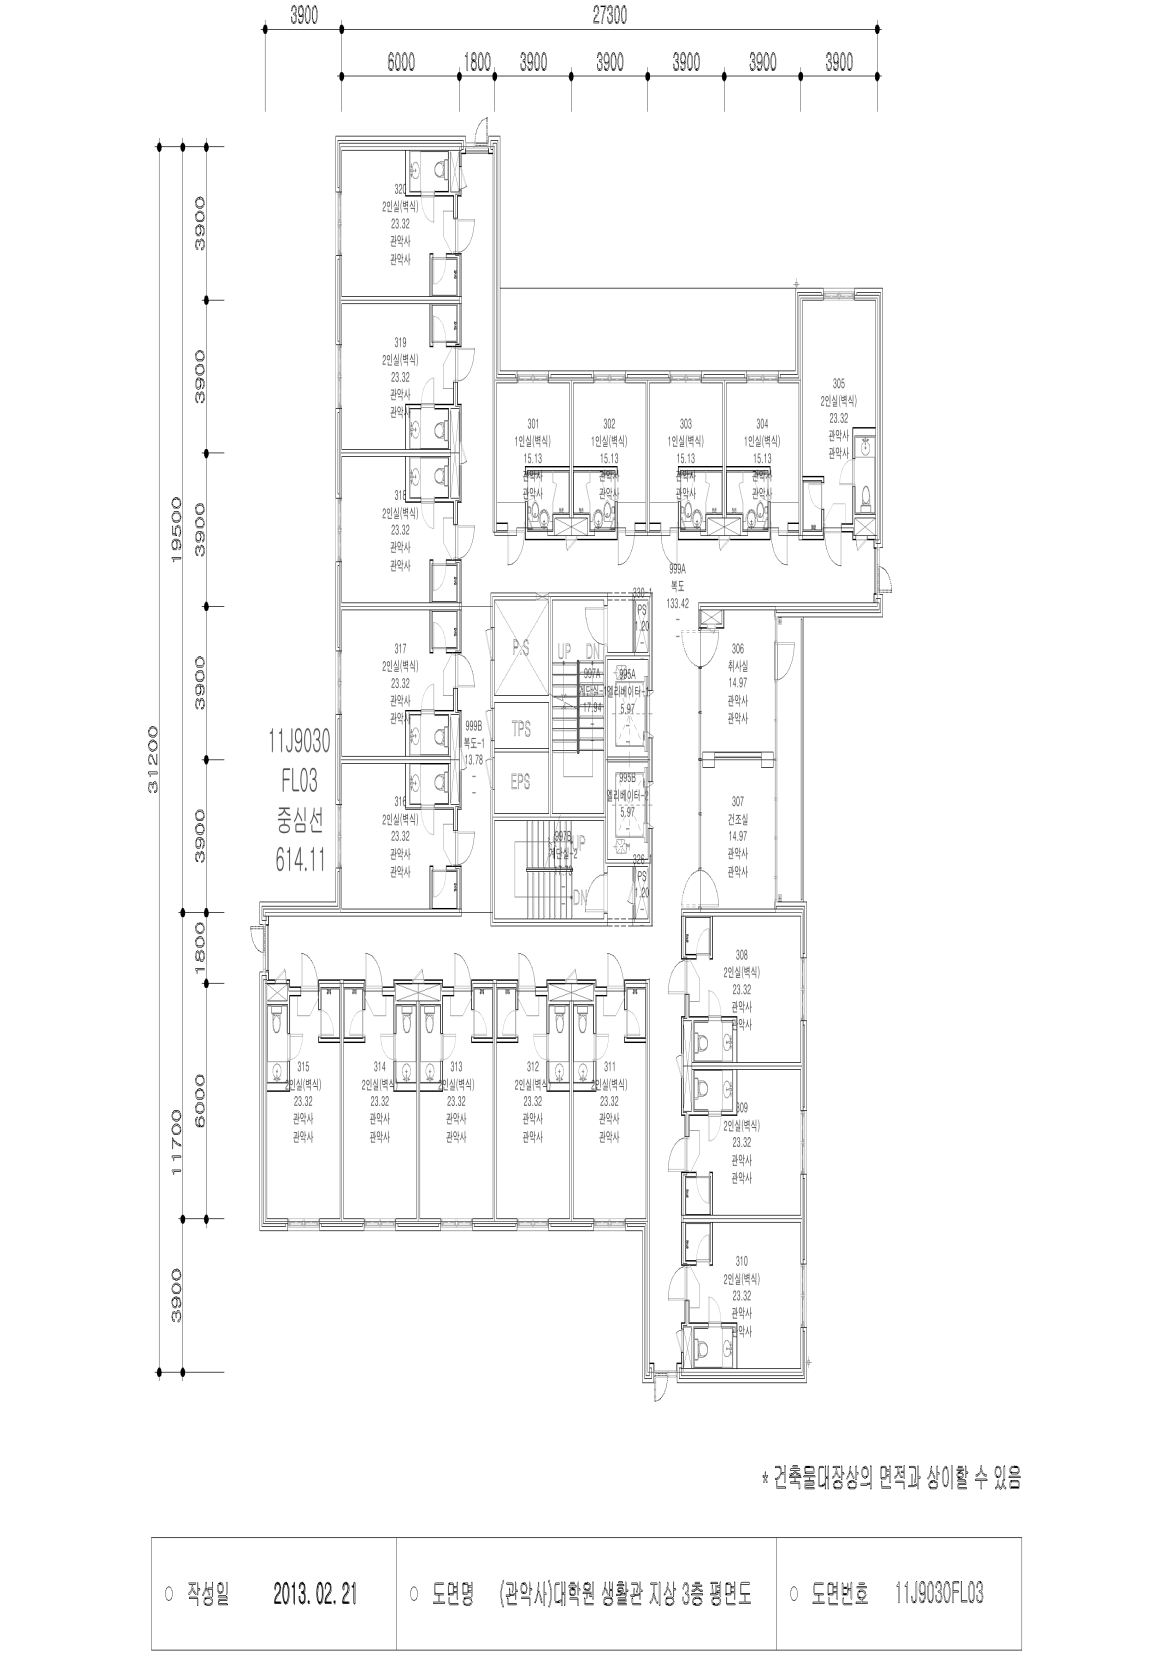 3900
27300
6000
1800
3900
3900
3900
3900
3900
3900
3900
3900
3900
3900
1800
6000
19500
11700
3900
31200
320
2인실(벽식)
23.32
관악사
관악사
319
2인실(벽식)
23.32
관악사
관악사
318
2인실(벽식)
23.32
관악사
관악사
317
2인실(벽식)
23.32
관악사
관악사
316
2인실(벽식)
23.32
관악사
관악사
301
1인실(벽식)
15.13
관악사
관악사
302
1인실(벽식)
15.13
관악사
관악사
303
1인실(벽식)
15.13
관악사
관악사
304
1인실(벽식)
15.13
관악사
관악사
305
2인실(벽식)
23.32
관악사
관악사
999A
복도
133.42
-
-
330-1
PS
1.20
-
P.S
UP
DN
997A
계단실-1
17.94
-
995A
엘리베이터-1
5.97
-
TPS
EPS
999B
복도-1
13.78
-
-
995B
엘리베이터-2
5.97
-
997B
계단실-2
17.79
-
UP
DN
326-1
PS
1.20
-
306
취사실
14.97
관악사
관악사
307
건조실
14.97
관악사
관악사
11J9030
FL03
중심선
614.11
308
2인실(벽식)
23.32
관악사
관악사
309
2인실(벽식)
23.32
관악사
관악사
310
2인실(벽식)
23.32
관악사
관악사
315
2인실(벽식)
23.32
관악사
관악사
314
2인실(벽식)
23.32
관악사
관악사
313
2인실(벽식)
23.32
관악사
관악사
312
2인실(벽식)
23.32
관악사
관악사
311
2인실(벽식)
23.32
관악사
관악사
* 건축물대장상의 면적과 상이할 수 있음
○ 작성일 2013. 02. 21
○ 도면명 (관악사)대학원 생활관 지상 3층 평면도
○ 도면번호 11J9030FL03